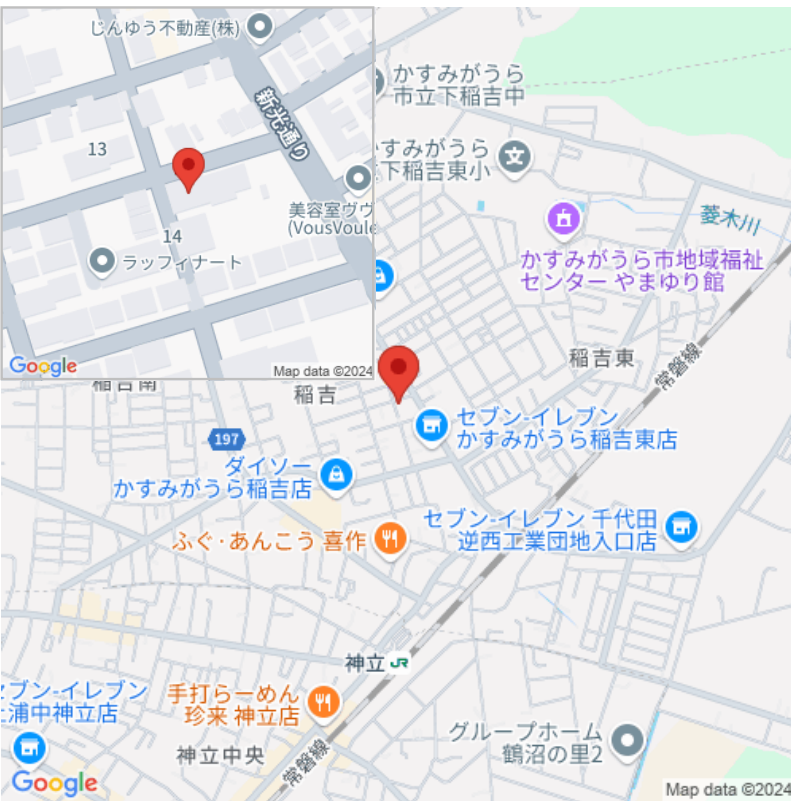 じんゆう不動産(株)
新光通り
13
美容室ヴヴ
(VousVoule
14
ラッフィナート
Google
Map data ©2024
かすみがうら
市立下稲吉中
すみがうら
下稲吉東小
菱木川
かすみがうら市地域福祉
センター やまゆり館
稲吉東
常磐線
稲吉南
稲吉
セブン-イレブン
かすみがうら稲吉東店
197
ダイソー
かすみがうら稲吉店
セブン-イレブン 千代田
逆西工業団地入口店
ふぐ・あんこう 喜作
神立 JR
ブン-イレブン
浦中神立店
手打らーめん
珍来 神立店
グループホーム
鶴沼の里2
神立中央
常磐線
Google
Map data ©2024